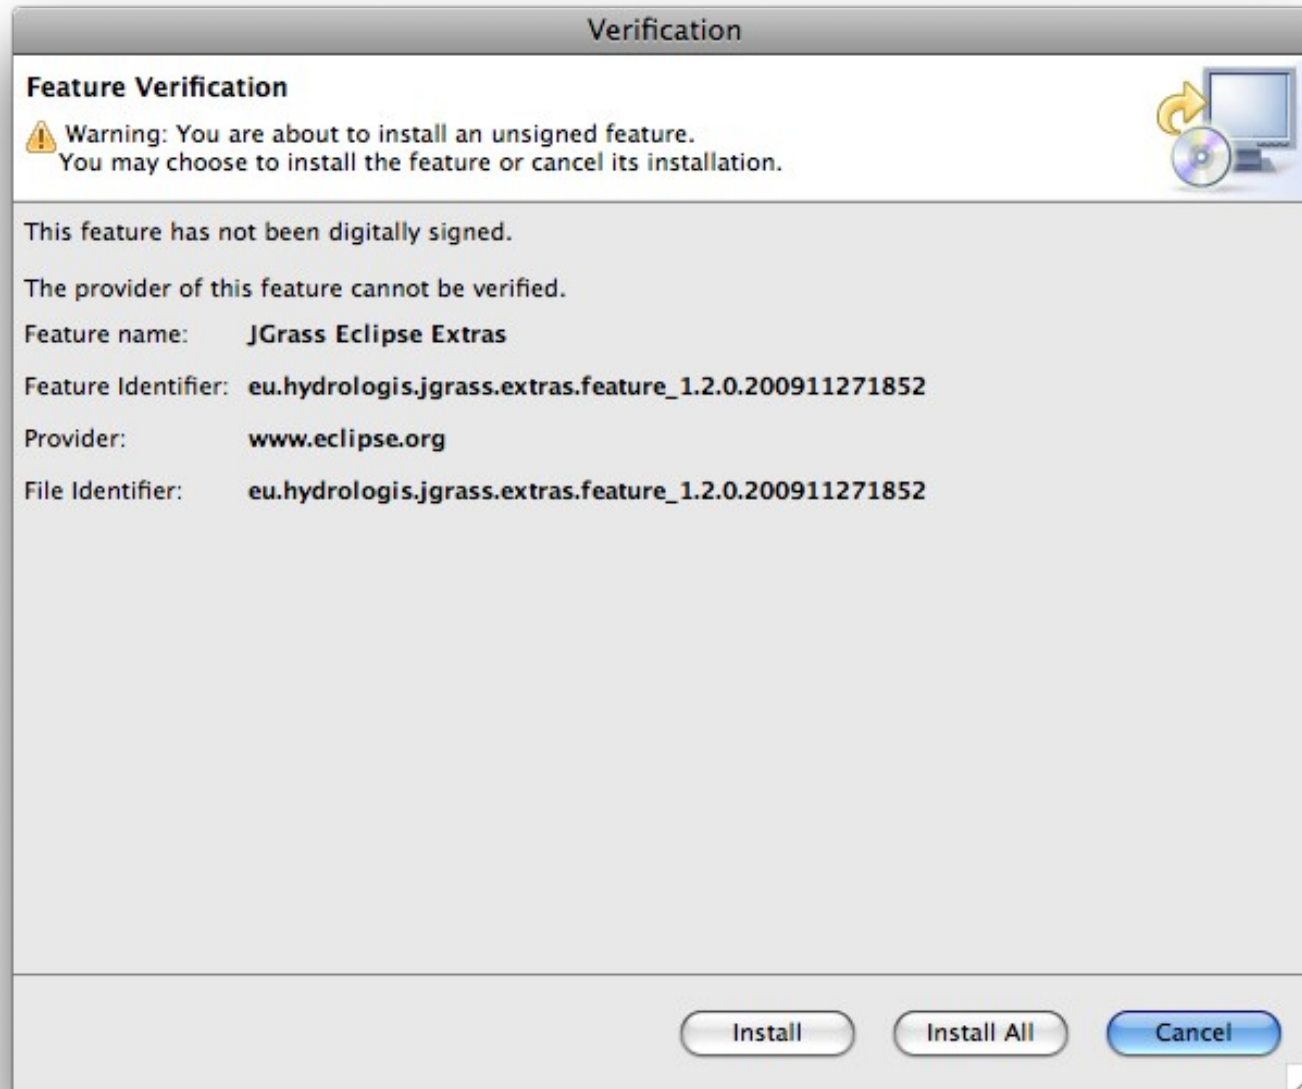 Verification
Feature Verification
Warning: You are about to install an unsigned feature.
You may choose to install the feature or cancel its installation.
This feature has not been digitally signed.
The provider of this feature cannot be verified.
Feature name: JGrass Eclipse Extras
Feature Identifier: eu.hydrologis.jgrass.extras.feature_1.2.0.200911271852
Provider: www.eclipse.org
File Identifier: eu.hydrologis.jgrass.extras.feature_1.2.0.200911271852
Install Install All Cancel